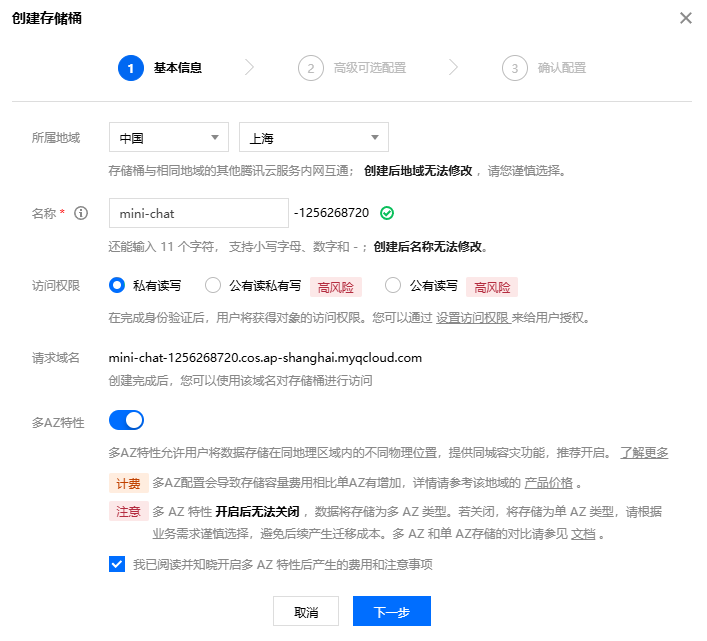 创建存储桶
1 基本信息 2 高级可选配置 3 确认配置
所属地域 中国 上海
存储桶与相同地域的其他腾讯云服务内网互通； 创建后地域无法修改 ，请您谨慎选择。
名称 * mini-chat -1256268720
还能输入 11 个字符， 支持小写字母、数字和 - ；创建后名称无法修改。
访问权限 私有读写 公有读私有写 高风险 公有读写 高风险
在完成身份验证后，用户将获得对象的访问权限。您可以通过 设置访问权限 来给用户授权。
请求域名 mini-chat-1256268720.cos.ap-shanghai.myqcloud.com
创建完成后，您可以使用该域名对存储桶进行访问
多AZ特性
多AZ特性允许用户将数据存储在同地理区域内的不同物理位置，提供同城容灾功能，推荐开启。 了解更多
计费 多AZ配置会导致存储容量费用相比单AZ有增加，详情请参考该地域的 产品价格 。
注意 多 AZ 特性 开启后无法关闭 ，数据将存储为多 AZ 类型。若关闭，将存储为单 AZ 类型，请根据
业务需求谨慎选择，避免后续产生迁移成本。多 AZ 和单 AZ存储的对比请参见 文档 。
我已阅读并知晓开启多 AZ 特性后产生的费用和注意事项
取消 下一步